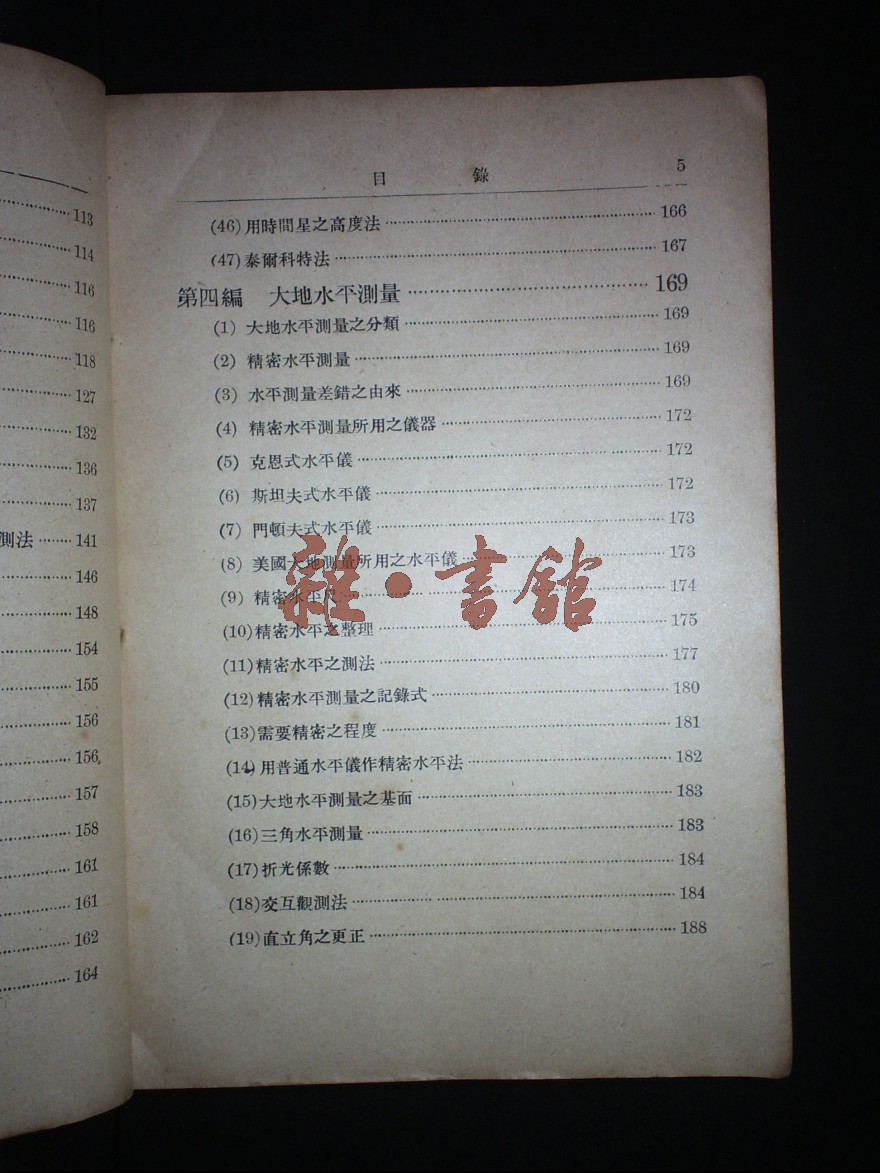 113
114
116
116
118
127
132
136
137
測法 141
146
148
154
155
156
156
157
158
161
161
162
164
目 錄 5
(46)用時間星之高度法 166
(47)泰爾科特法 167
第四編 大地水平測量 169
(1) 大地水平測量之分類 169
(2) 精密水平測量 169
(3) 水平測量差錯之由來 169
(4) 精密水平測量所用之儀器 172
(5) 克恩式水平儀 172
(6) 斯坦夫式水平儀 172
(7) 門頓夫式水平儀 173
(8) 美國大地測量所用之水平儀 173
(9) 精密水平尺 174
(10)精密水平之整理 175
(11)精密水平之測法 177
(12)精密水平測量之記錄式 180
(13)需要精密之程度 181
(14)用普通水平儀作精密水平法 182
(15)大地水平測量之基面 183
(16)三角水平測量 183
(17)折光係數 184
(18)交互觀測法 184
(19)直立角之更正 188
雜·書館